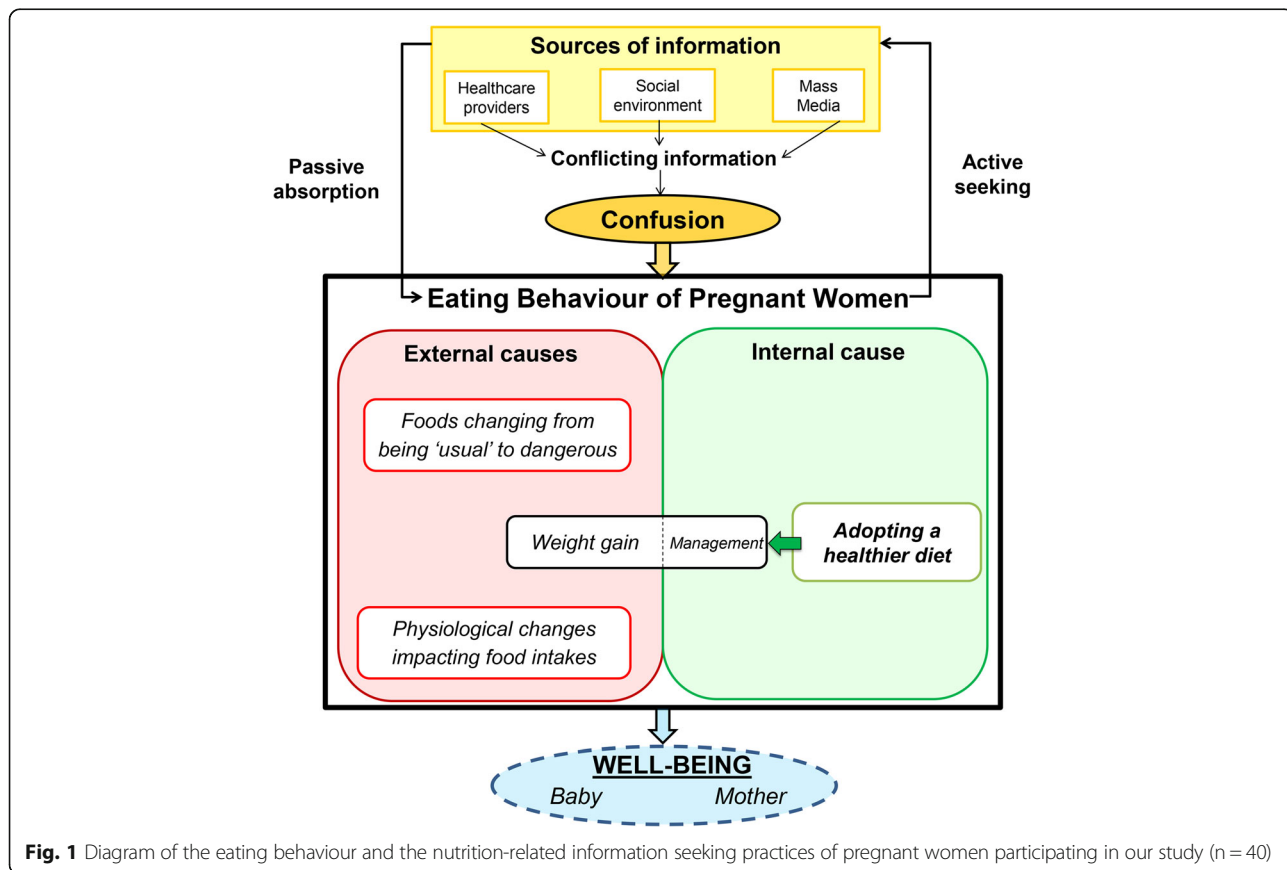 Sources of information
Healthcare
providers
Social
environment
Mass
Media
Conflicting information
Passive
absorption
Active
seeking
Confusion
Eating Behaviour of Pregnant Women
External causes
Internal cause
Foods changing from
being ‘usual’ to dangerous
Weight gain
Management
Adopting a
healthier diet
Physiological changes
impacting food intakes
WELL-BEING
Baby Mother
Fig. 1 Diagram of the eating behaviour and the nutrition-related information seeking practices of pregnant women participating in our study (n = 40)